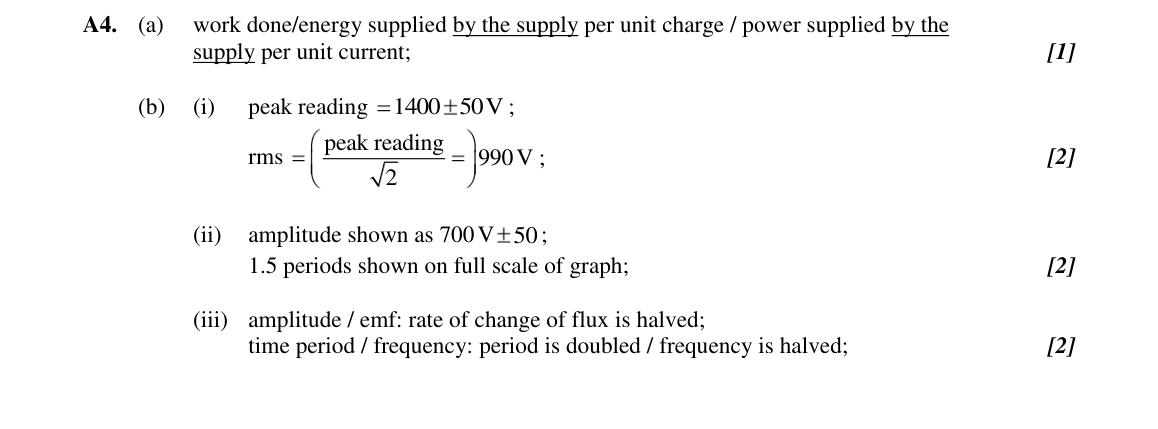 A4. (a) work done/energy supplied by the supply per unit charge / power supplied by the
supply per unit current; [1]
(b) (i) peak reading =1400±50V ;
rms = (peak reading / √2 =) 990V ; [2]
(ii) amplitude shown as 700V±50;
1.5 periods shown on full scale of graph; [2]
(iii) amplitude / emf: rate of change of flux is halved;
time period / frequency: period is doubled / frequency is halved; [2]